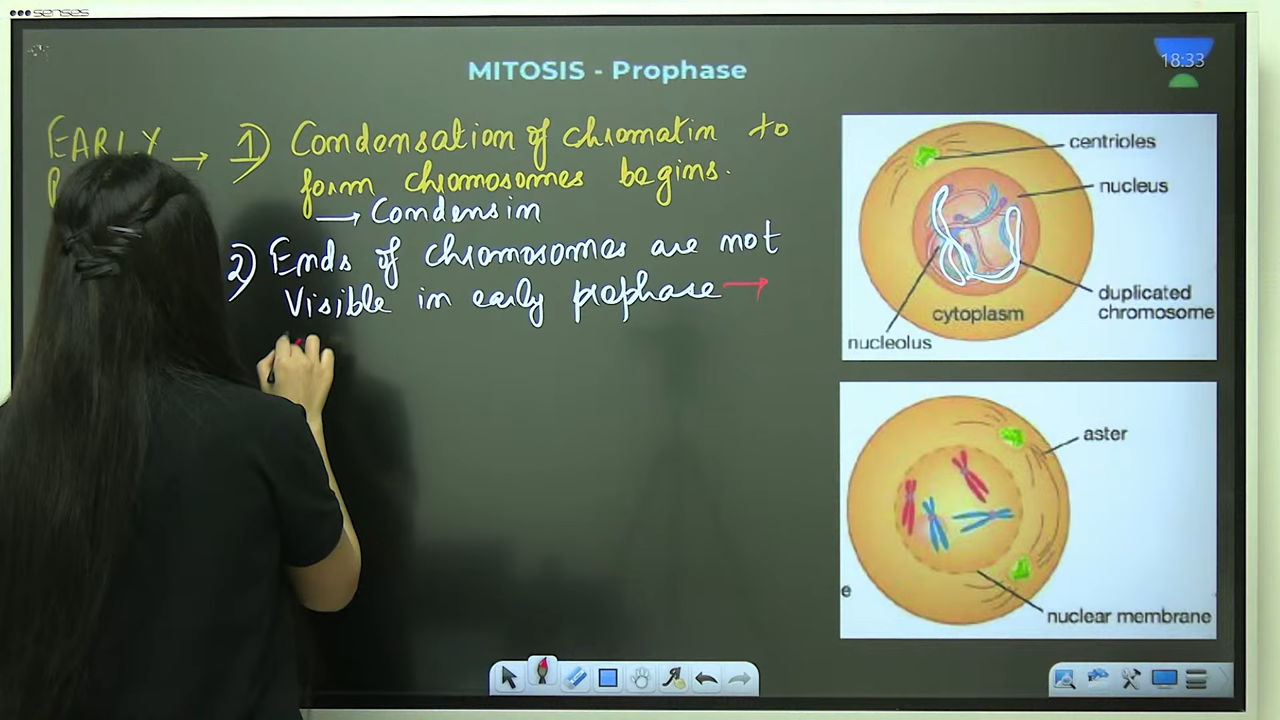 senses
MITOSIS - Prophase
18:33
EARLY → 1) Condensation of chromatin to
form chromosomes begins.
→ Condensin
2) Ends of chromosomes are not
Visible in early prophase →
centrioles
nucleus
duplicated
chromosome
cytoplasm
nucleolus
aster
e
nuclear membrane